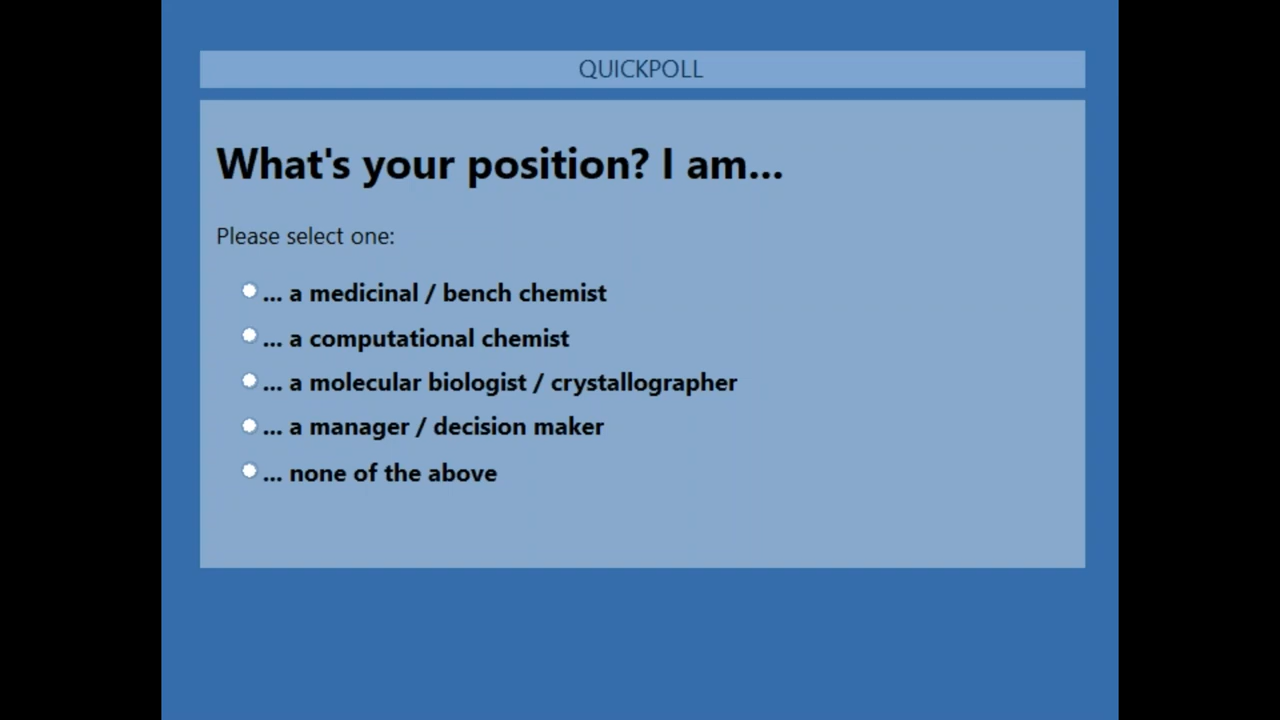 QUICKPOLL
What's your position? I am...
Please select one:
... a medicinal / bench chemist
... a computational chemist
... a molecular biologist / crystallographer
... a manager / decision maker
... none of the above